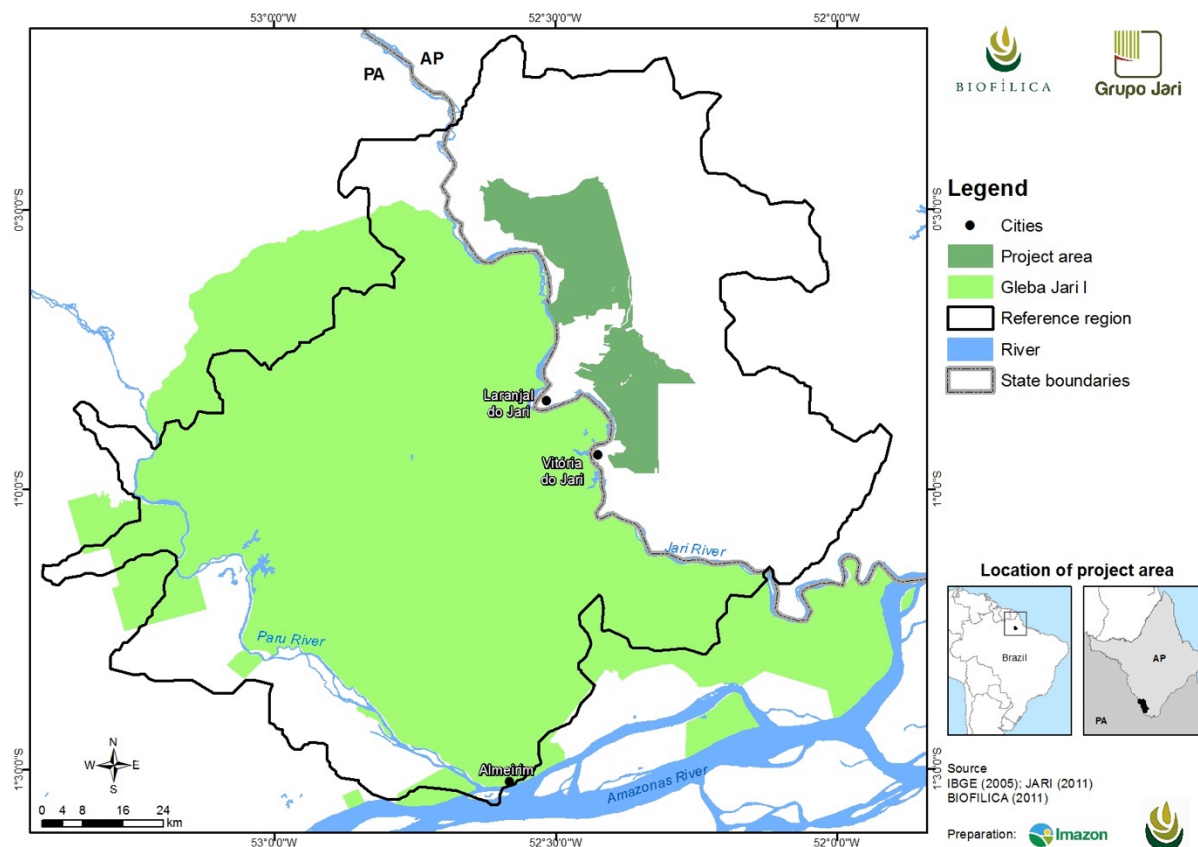 53°0'0"W
52°30'0"W
52°0'0"W
PA
AP
BIOFÍLICA
Grupo Jari
0°30'0"S
0°30'0"S
Legend
Cities
Project area
Gleba Jari I
Reference region
River
State boundaries
Laranjal
do Jari
Vitória
do Jari
1°0'0"S
1°0'0"S
Jari River
Paru River
Location of project area
Brazil
AP
PA
Almeirim
Amazonas River
1°30'0"S
1°30'0"S
N
W
E
S
0 4 8 16 24
km
Source
IBGE (2005); JARI (2011)
BIOFILICA (2011)
Preparation:
Imazon
53°0'0"W
52°30'0"W
52°0'0"W